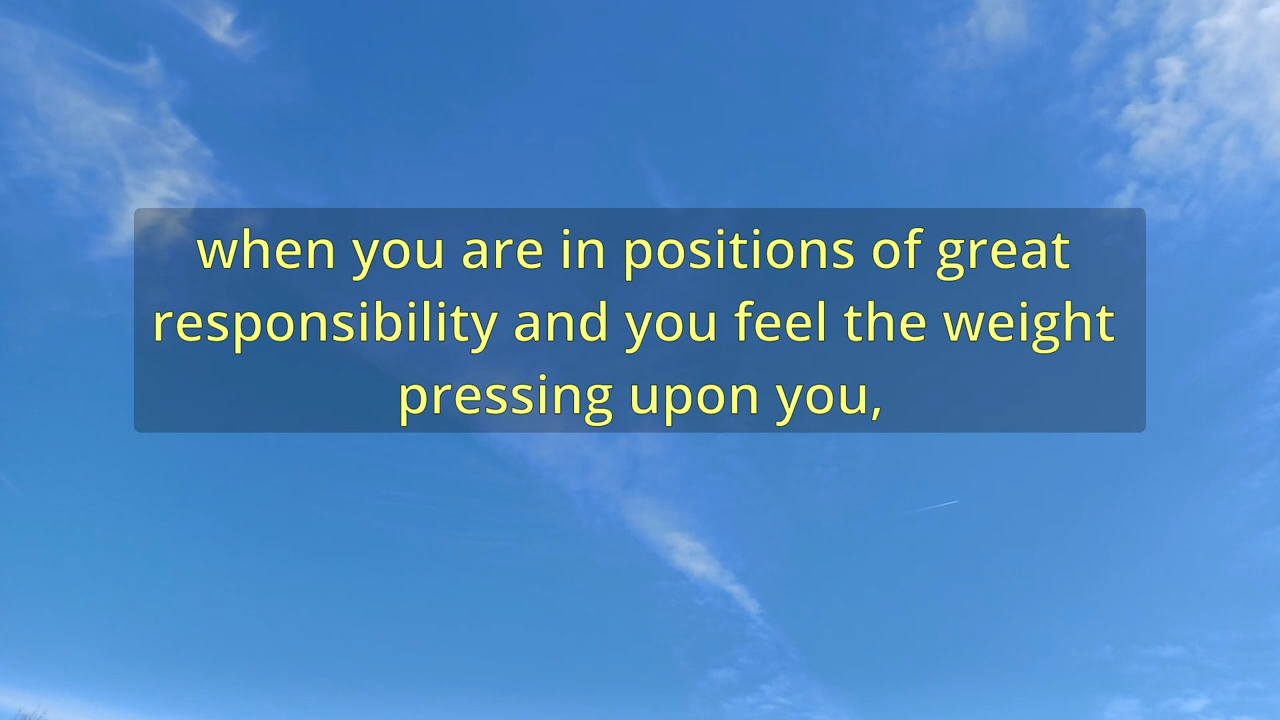 when you are in positions of great
responsibility and you feel the weight
pressing upon you,